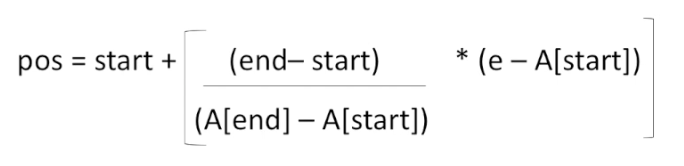 pos = start + [ (end– start) * (e – A[start]) ]
(A[end] – A[start])